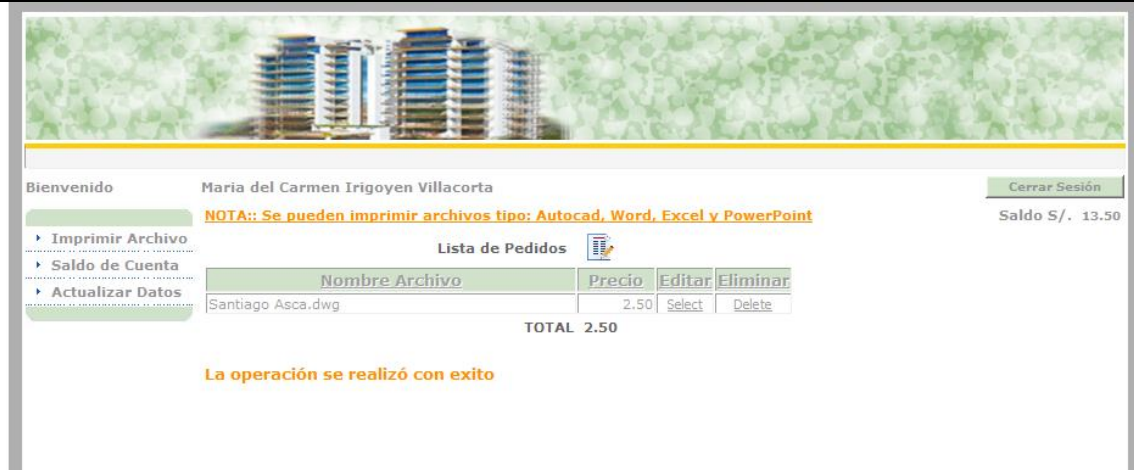 Bienvenido Maria del Carmen Irigoyen Villacorta Cerrar Sesión
NOTA:: Se pueden imprimir archivos tipo: Autocad, Word, Excel y PowerPoint Saldo S/. 13.50
Imprimir Archivo
Saldo de Cuenta
Actualizar Datos
Lista de Pedidos
Nombre Archivo Precio Editar Eliminar
Santiago Asca.dwg 2.50 Select Delete
TOTAL 2.50
La operación se realizó con exito